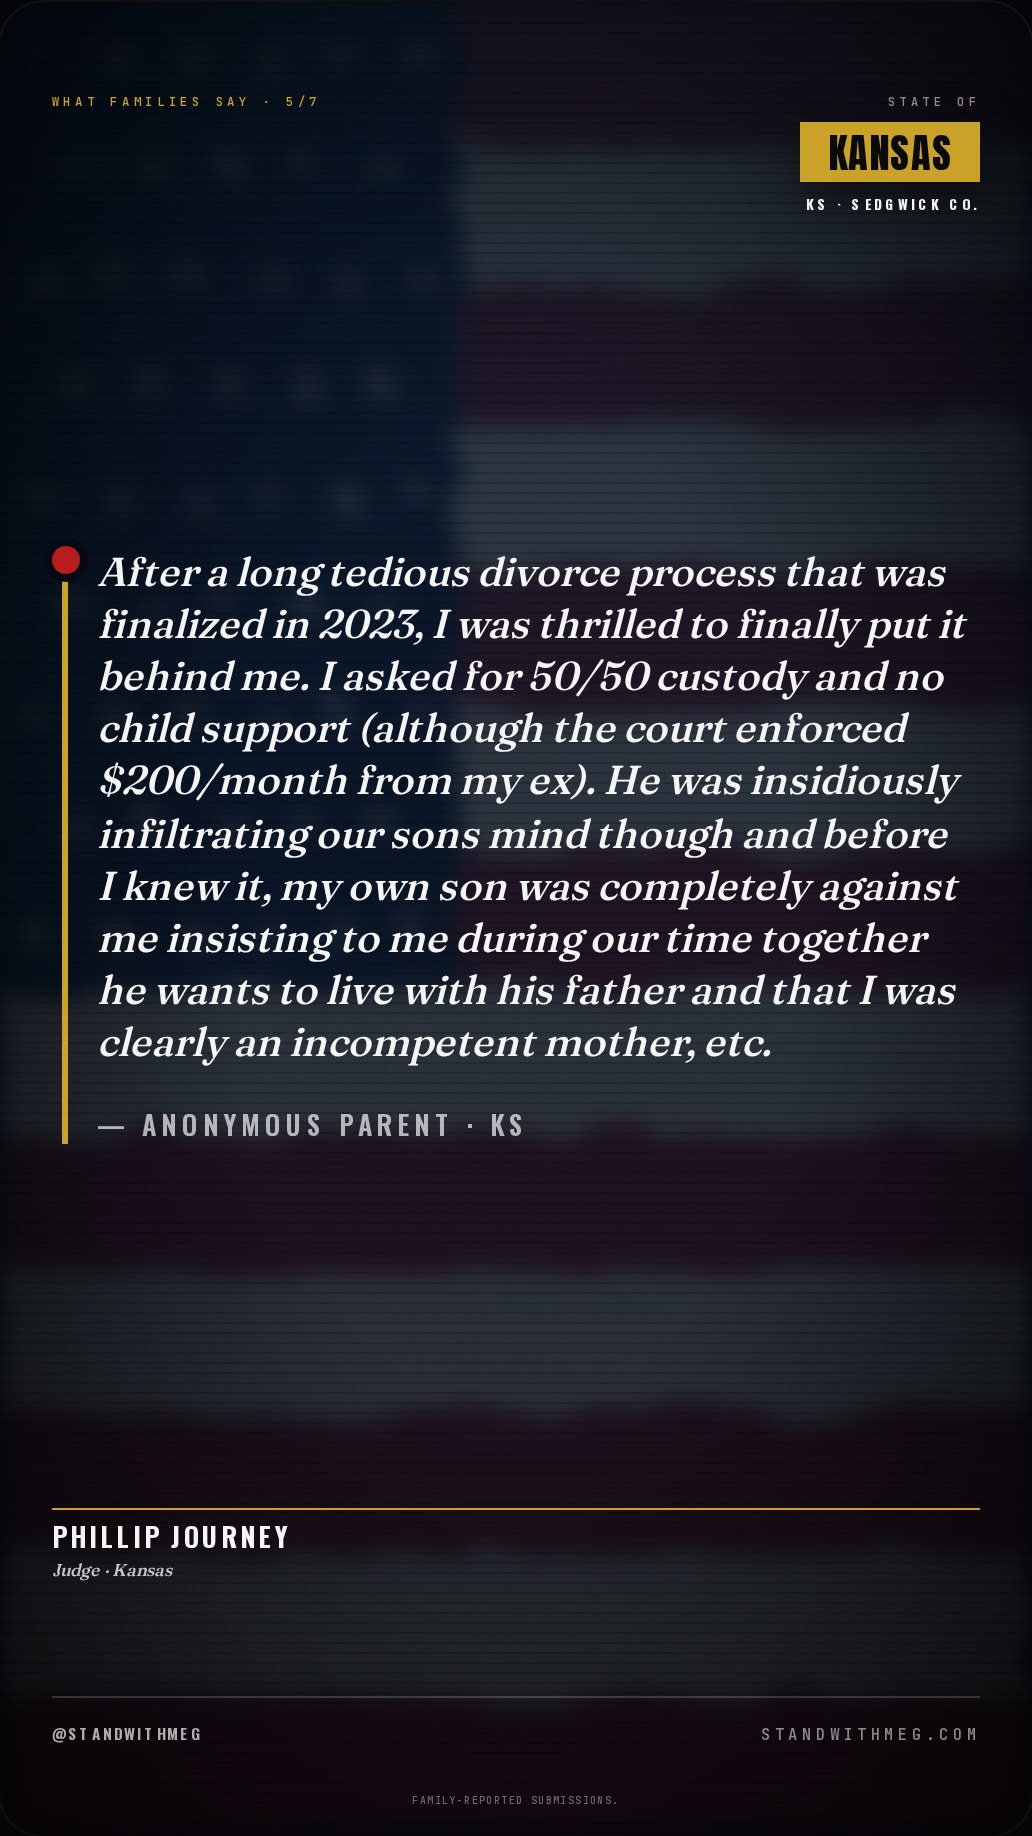 WHAT FAMILIES SAY · 5/7
STATE OF
KANSAS
KS · SEDGWICK CO.
After a long tedious divorce process that was
finalized in 2023, I was thrilled to finally put it
behind me. I asked for 50/50 custody and no
child support (although the court enforced
$200/month from my ex). He was insidiously
infiltrating our sons mind though and before
I knew it, my own son was completely against
me insisting to me during our time together
he wants to live with his father and that I was
clearly an incompetent mother, etc.
— ANONYMOUS PARENT · KS
PHILLIP JOURNEY
Judge · Kansas
@STANDWITHMEG
STANDWITHMEG.COM
FAMILY-REPORTED SUBMISSIONS.